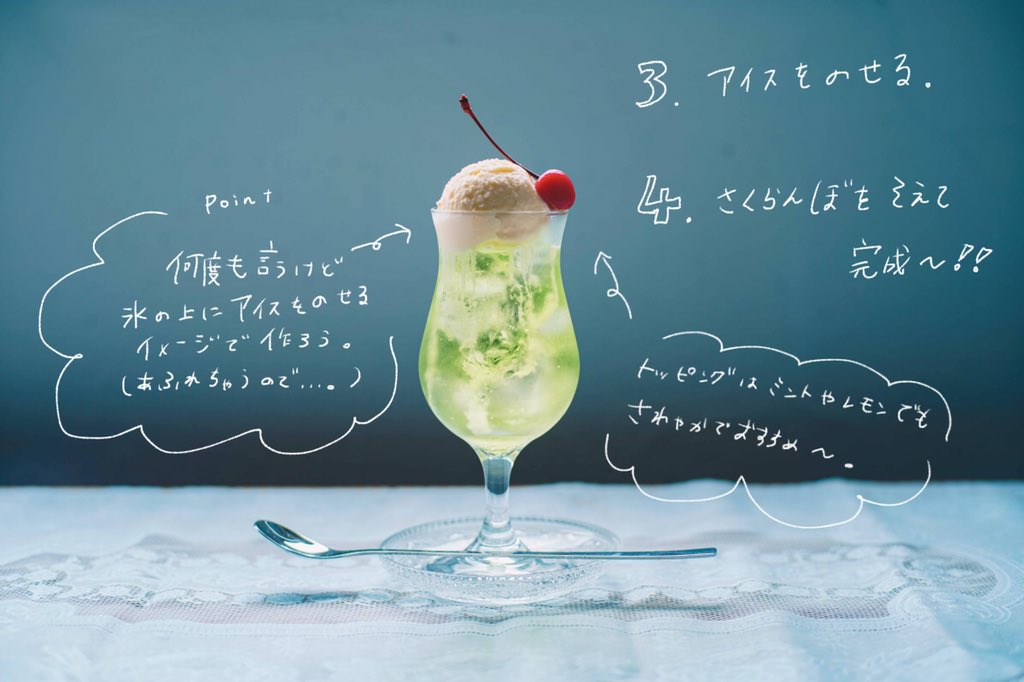 3. アイスをのせる.
4. さくらんぼをそえて
完成〜!!
point
何度も言うけど
氷の上にアイスをのせる
イメージで作ろう。
(あふれちゃうので...。)
トッピングはミントやレモンでも
さわやかでおすすめ〜。